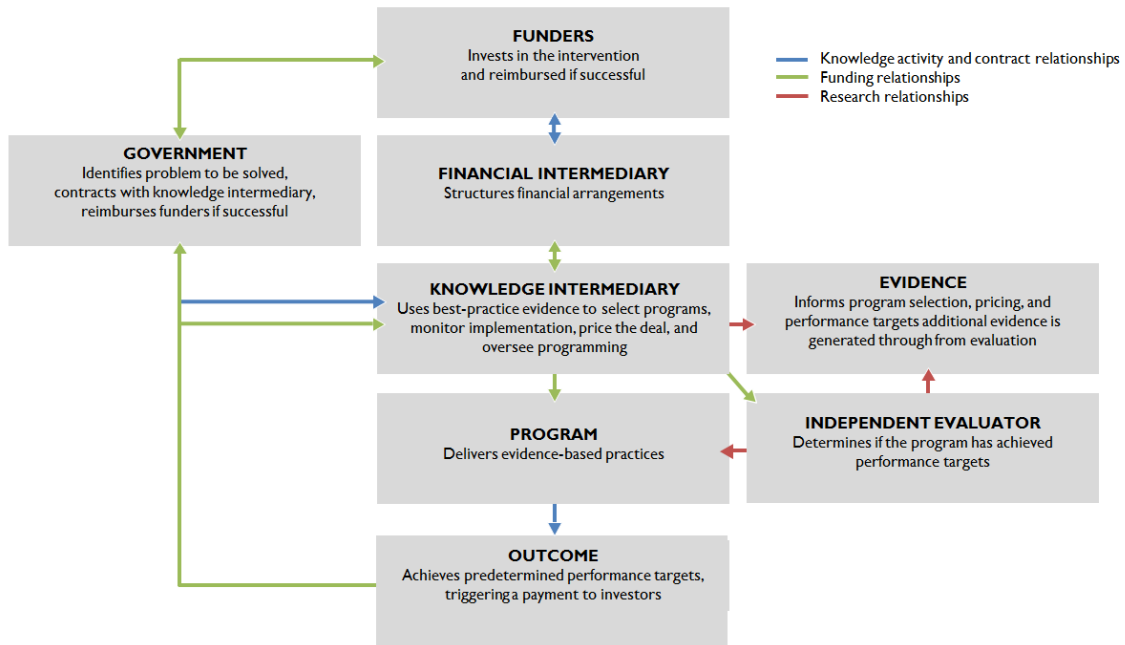 FUNDERS
Invests in the intervention
and reimbursed if successful
Knowledge activity and contract relationships
Funding relationships
Research relationships
GOVERNMENT
Identifies problem to be solved,
contracts with knowledge intermediary,
reimburses funders if successful
FINANCIAL INTERMEDIARY
Structures financial arrangements
KNOWLEDGE INTERMEDIARY
Uses best-practice evidence to select programs,
monitor implementation, price the deal, and
oversee programming
EVIDENCE
Informs program selection, pricing, and
performance targets additional evidence is
generated through from evaluation
PROGRAM
Delivers evidence-based practices
INDEPENDENT EVALUATOR
Determines if the program has achieved
performance targets
OUTCOME
Achieves predetermined performance targets,
triggering a payment to investors